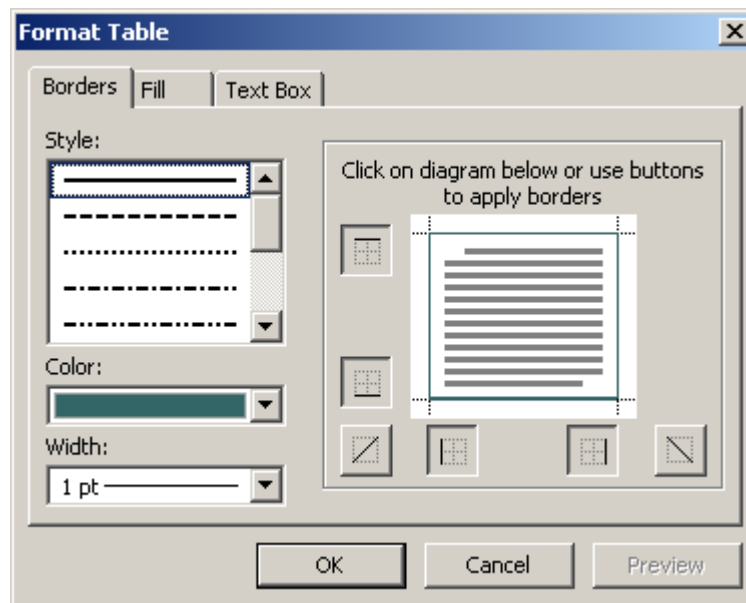 Format Table
Borders Fill Text Box
Style:
Click on diagram below or use buttons
to apply borders
Color:
Width:
1 pt
OK Cancel Preview